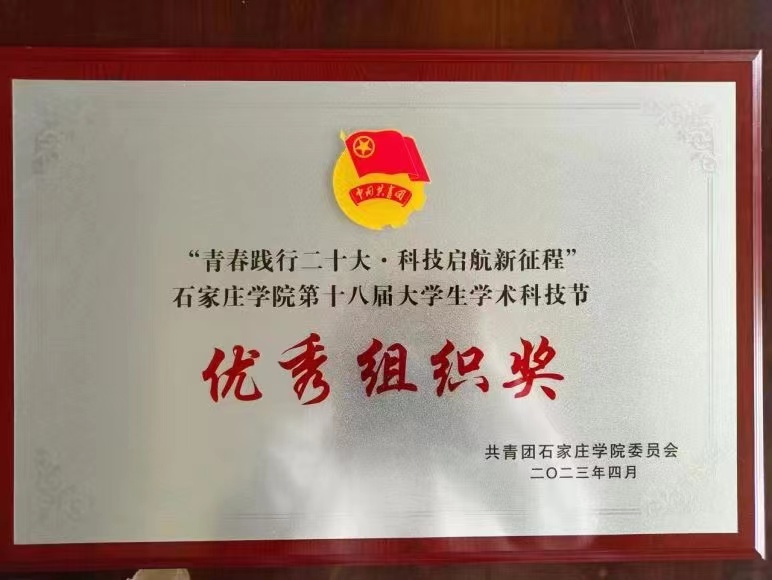 中国共青团
“青春践行二十大·科技启航新征程”
石家庄学院第十八届大学生学术科技节
优秀组织奖
共青团石家庄学院委员会
二〇二三年四月